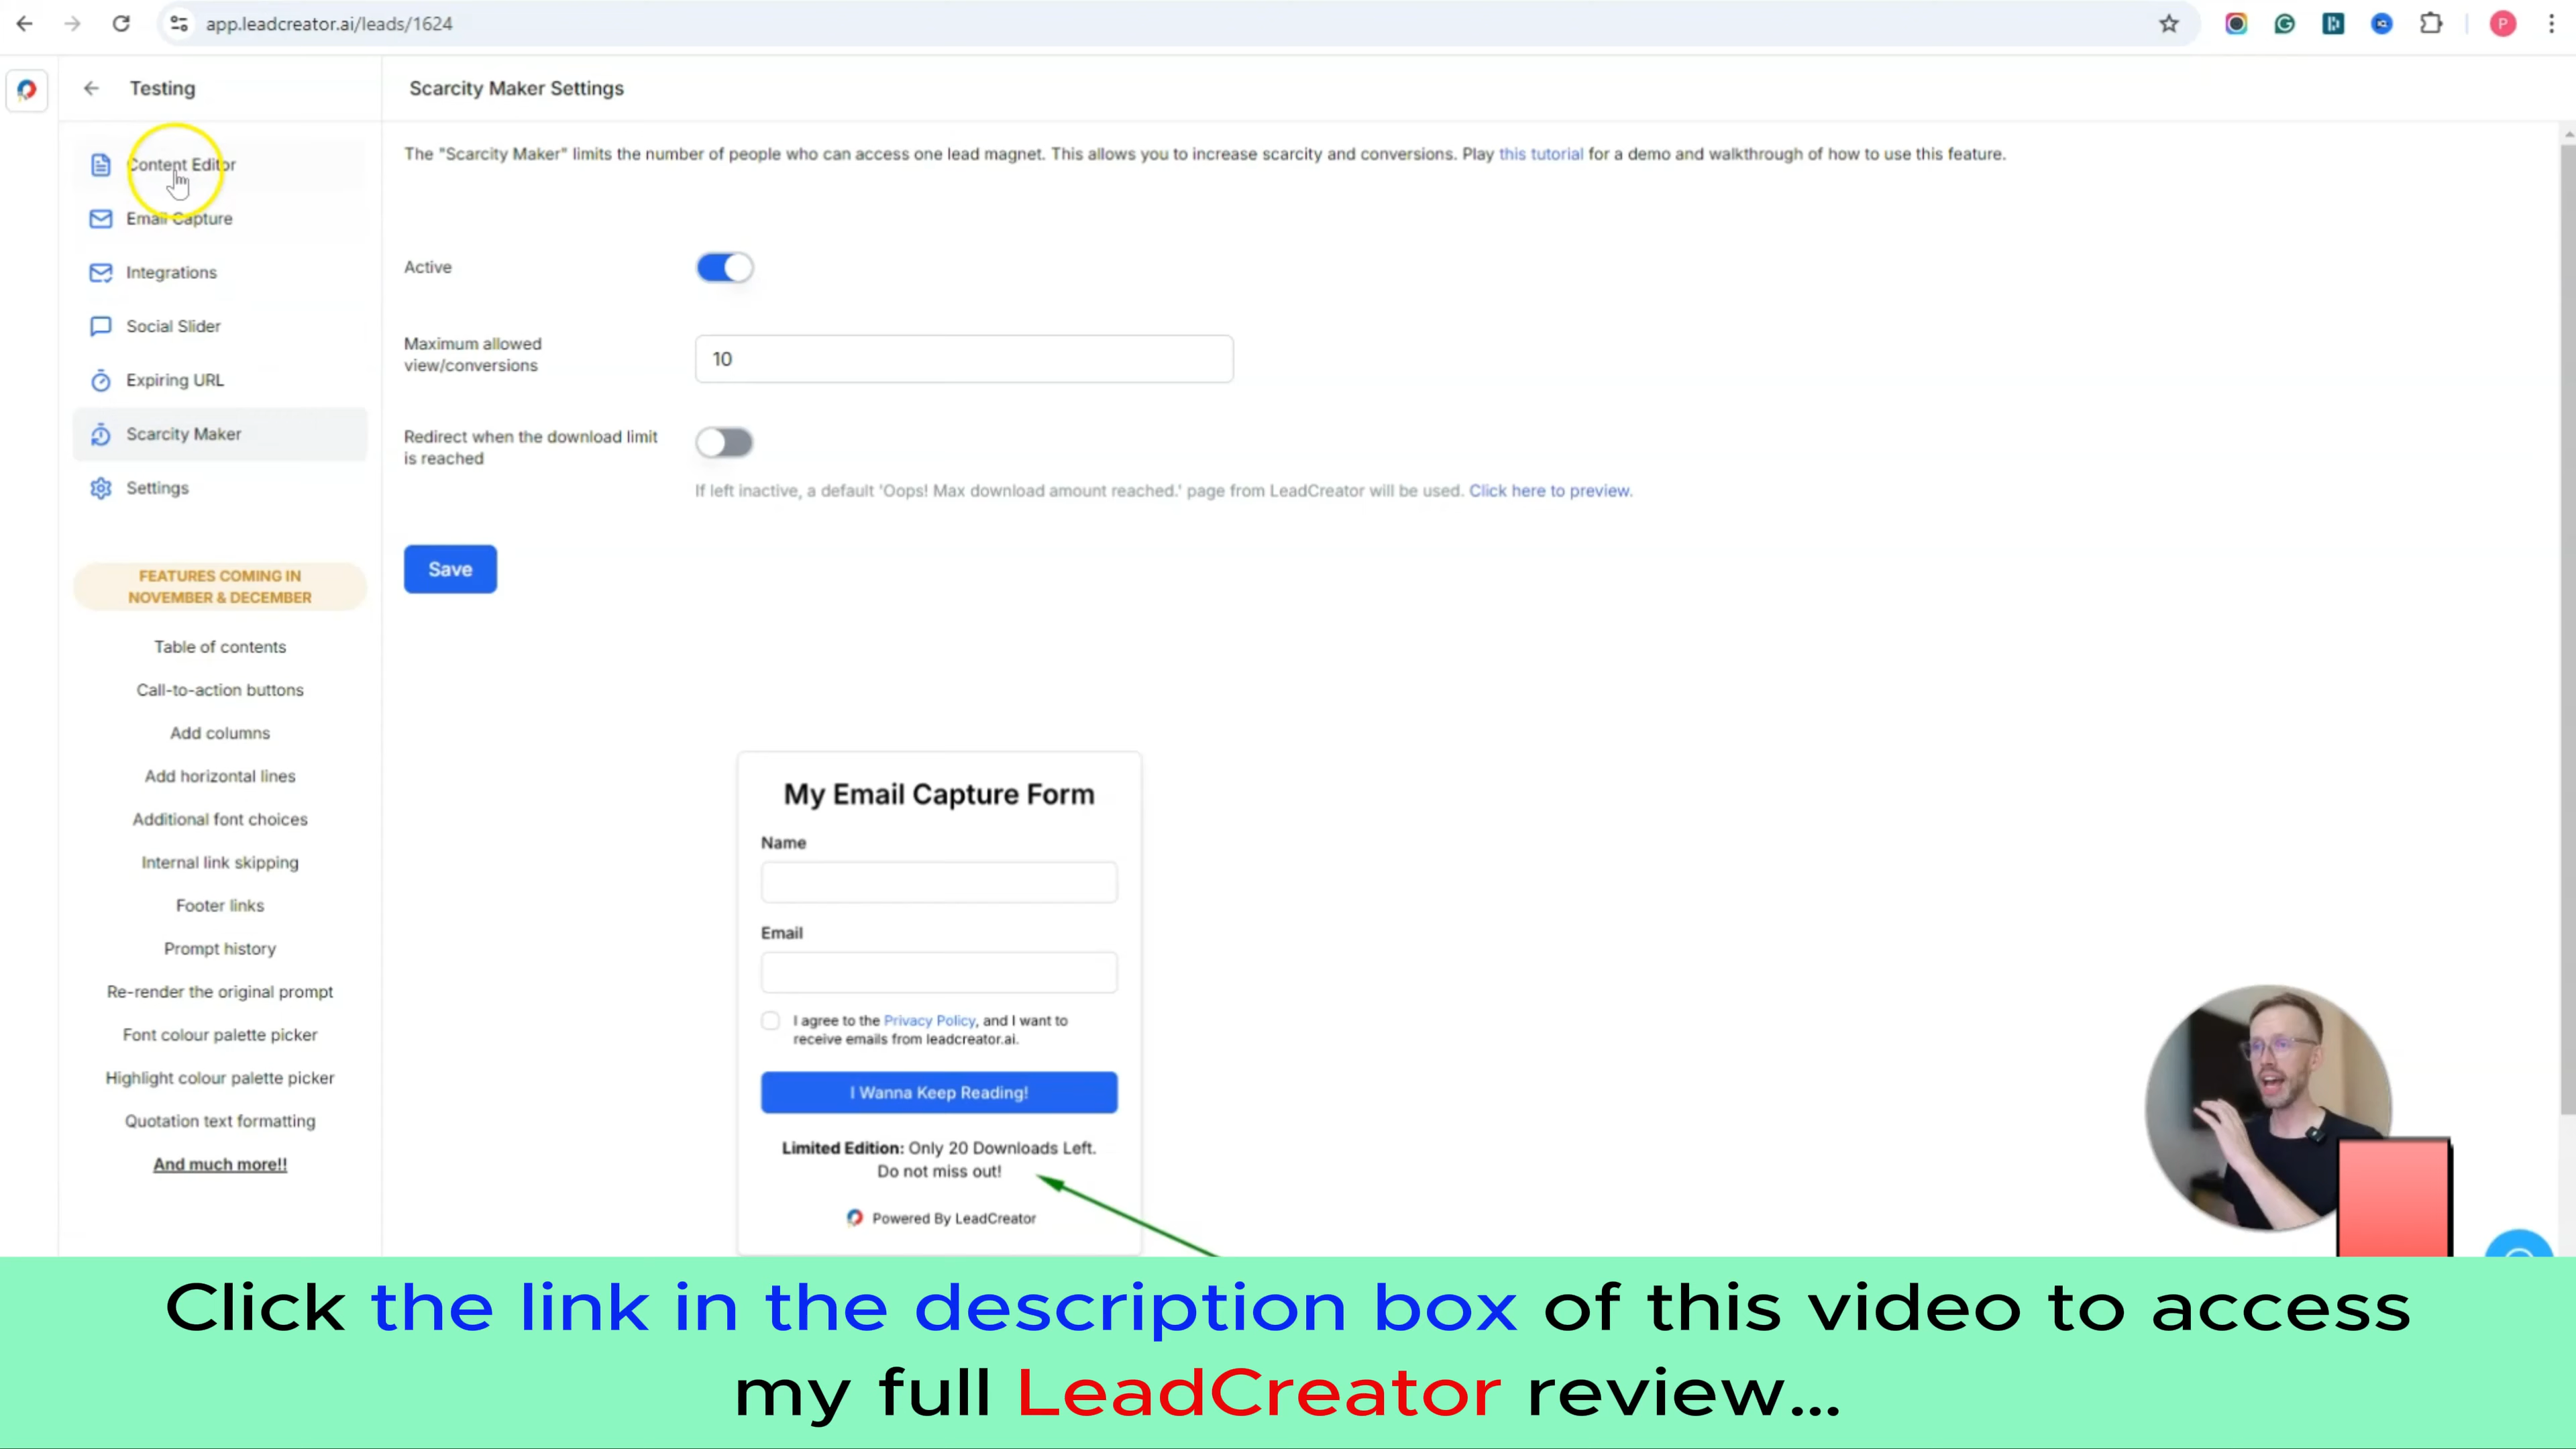 app.leadcreator.ai/leads/1624
P
Testing
Scarcity Maker Settings
Content Editor
Email Capture
Integrations
Social Slider
Expiring URL
Scarcity Maker
Settings
FEATURES COMING IN
NOVEMBER & DECEMBER
Table of contents
Call-to-action buttons
Add columns
Add horizontal lines
Additional font choices
Internal link skipping
Footer links
Prompt history
Re-render the original prompt
Font colour palette picker
Highlight colour palette picker
Quotation text formatting
And much more!!
The "Scarcity Maker" limits the number of people who can access one lead magnet. This allows you to increase scarcity and conversions. Play this tutorial for a demo and walkthrough of how to use this feature.
Active
Maximum allowed
view/conversions
10
Redirect when the download limit
is reached
If left inactive, a default 'Oops! Max download amount reached.' page from LeadCreator will be used. Click here to preview.
Save
My Email Capture Form
Name
Email
I agree to the Privacy Policy, and I want to
receive emails from leadcreator.ai.
I Wanna Keep Reading!
Limited Edition: Only 20 Downloads Left.
Do not miss out!
Powered By LeadCreator
Click the link in the description box of this video to access
my full LeadCreator review...